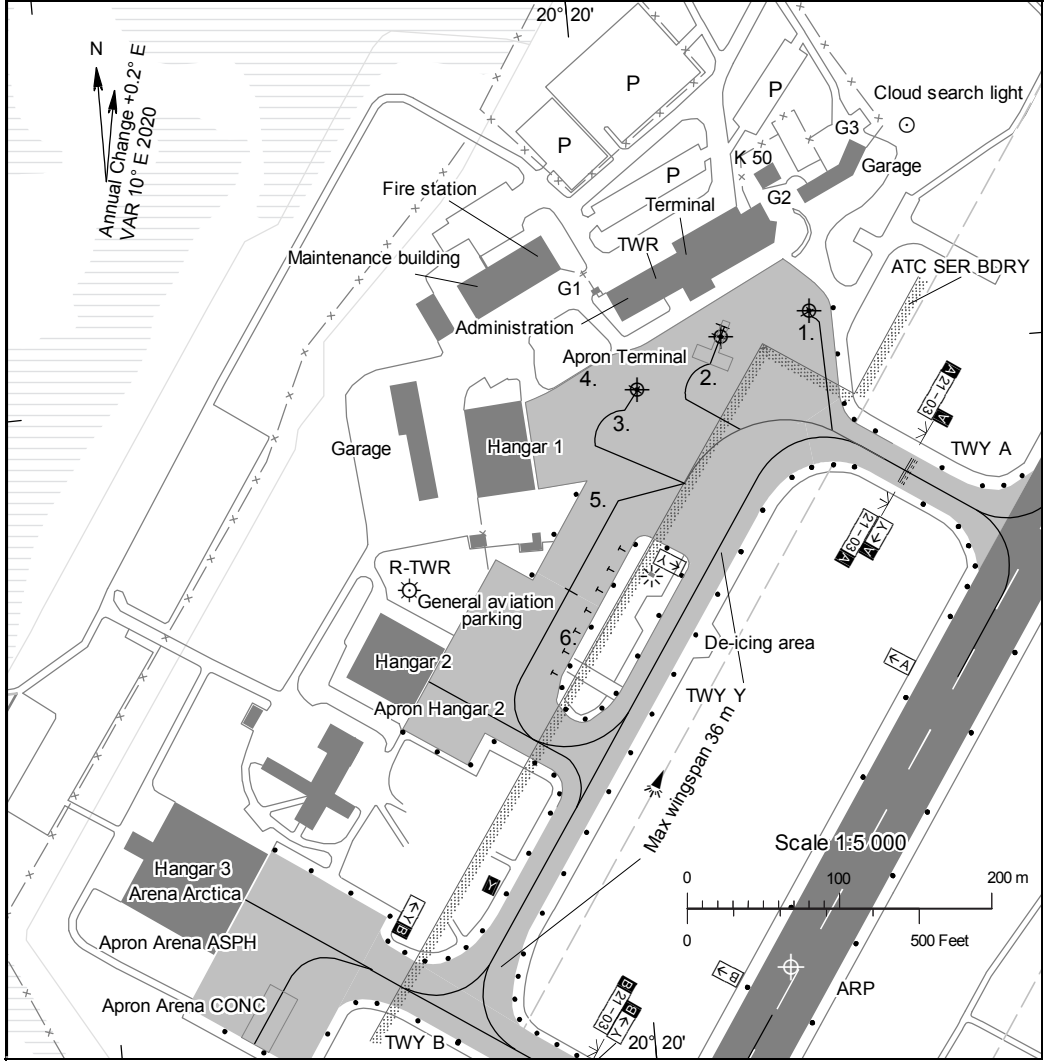 20° 20'
N
Annual Change +0.2° E
VAR 10° E 2020
P
P
P
P
Cloud search light
G3
K 50
Garage
G2
Fire station
Terminal
TWR
Maintenance building
G1
ATC SER BDRY
Administration
1.
Apron Terminal
2.
4.
3.
A 21-03 A
TWY A
Garage
Hangar 1
5.
21-03 A
Y→A
R-TWR
General aviation
parking
←Y
6.
De-icing area
←A
Hangar 2
TWY Y
Apron Hangar 2
Max wingspan 36 m
Scale 1:5 000
0 100 200 m
0 500 Feet
Hangar 3
Arena Arctica
Y
←Y B
Apron Arena ASPH
B→
ARP
Apron Arena CONC
B 21-03
B ←Y
TWY B
20° 20'